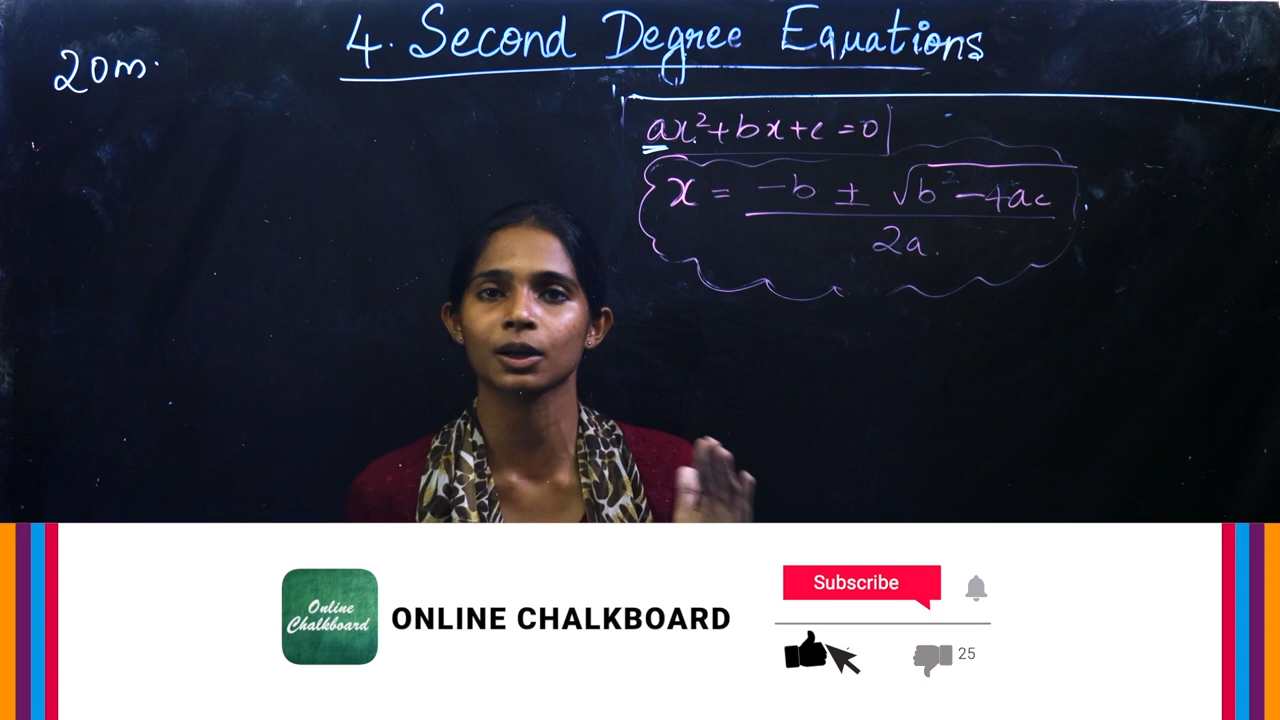 4. Second Degree Equations
20m.
ax²+bx+c=0
x = -b ± √b²-4ac
2a.
Online
Chalkboard
ONLINE CHALKBOARD
Subscribe
25